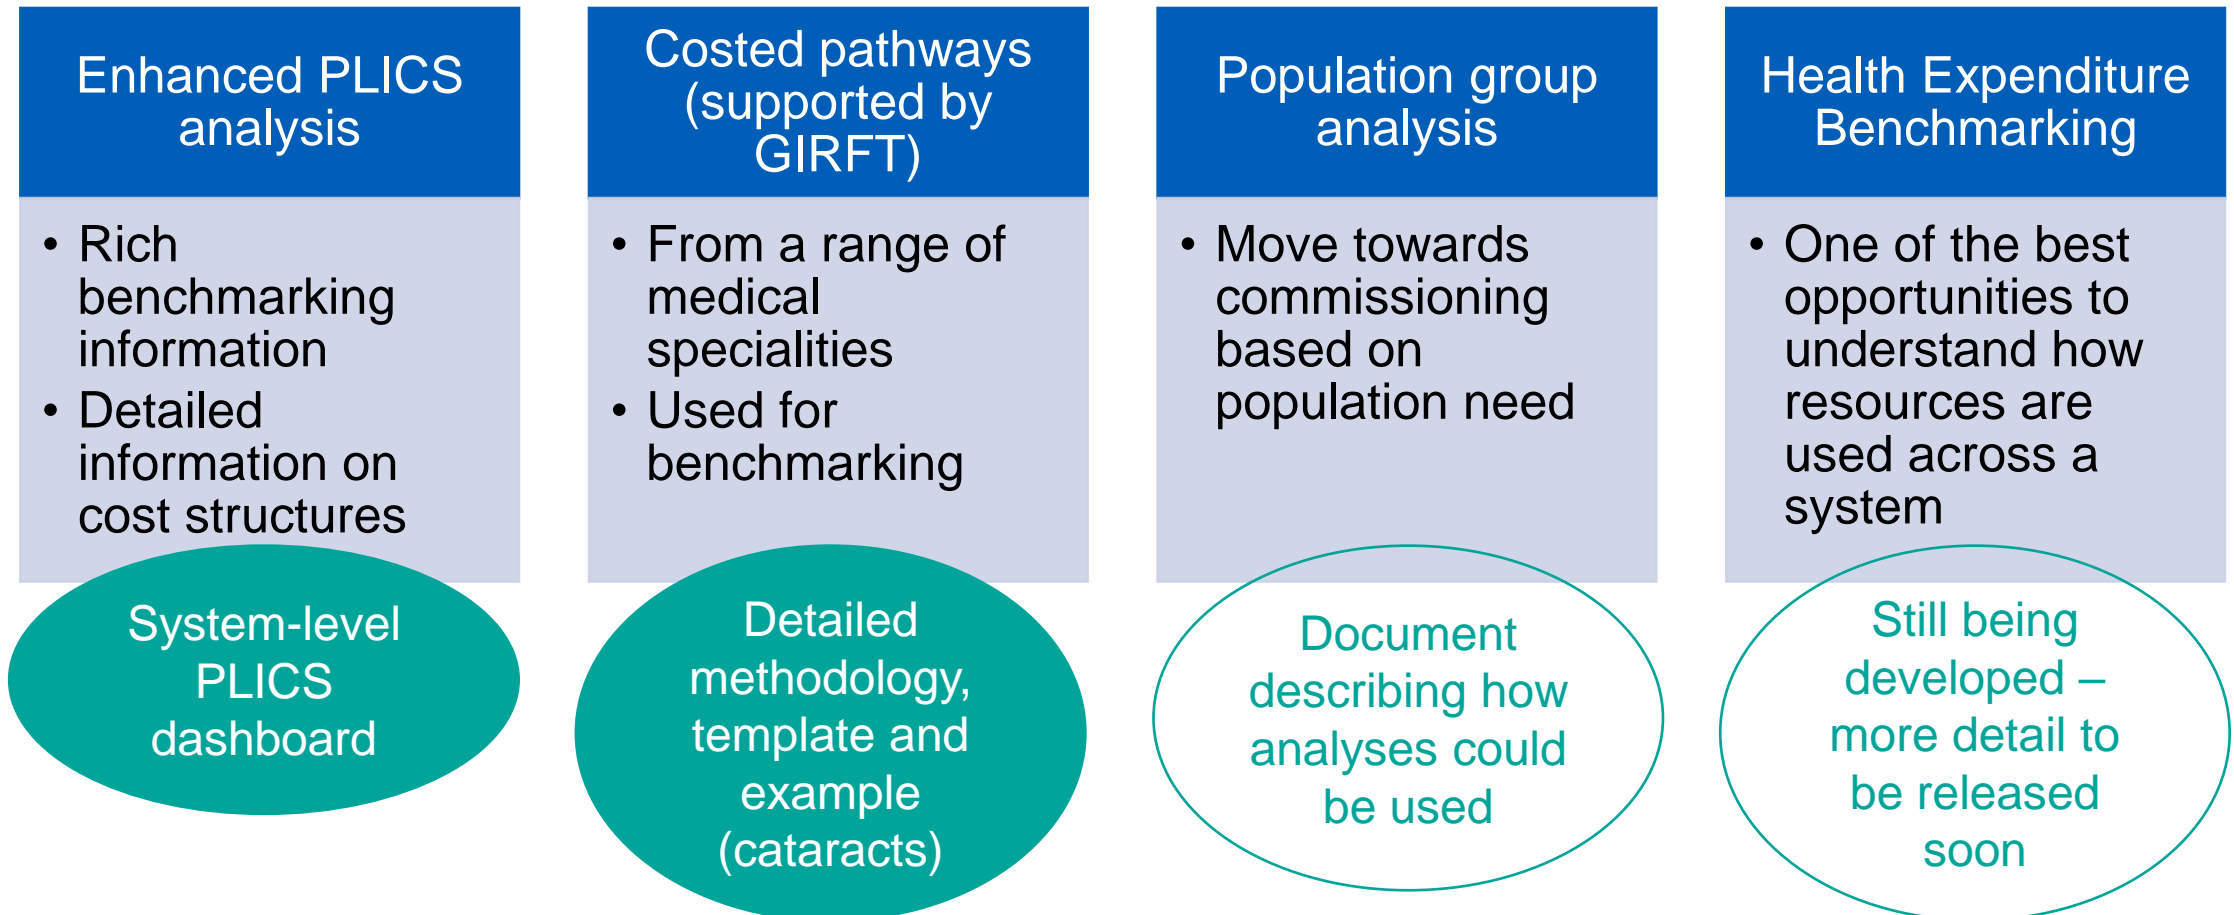 Enhanced PLICS
analysis
• Rich
benchmarking
information
• Detailed
information on
cost structures
System-level
PLICS
dashboard
Costed pathways
(supported by
GIRFT)
• From a range of
medical
specialities
• Used for
benchmarking
Detailed
methodology,
template and
example
(cataracts)
Population group
analysis
• Move towards
commissioning
based on
population need
Document
describing how
analyses could
be used
Health Expenditure
Benchmarking
• One of the best
opportunities to
understand how
resources are
used across a
system
Still being
developed –
more detail to
be released
soon